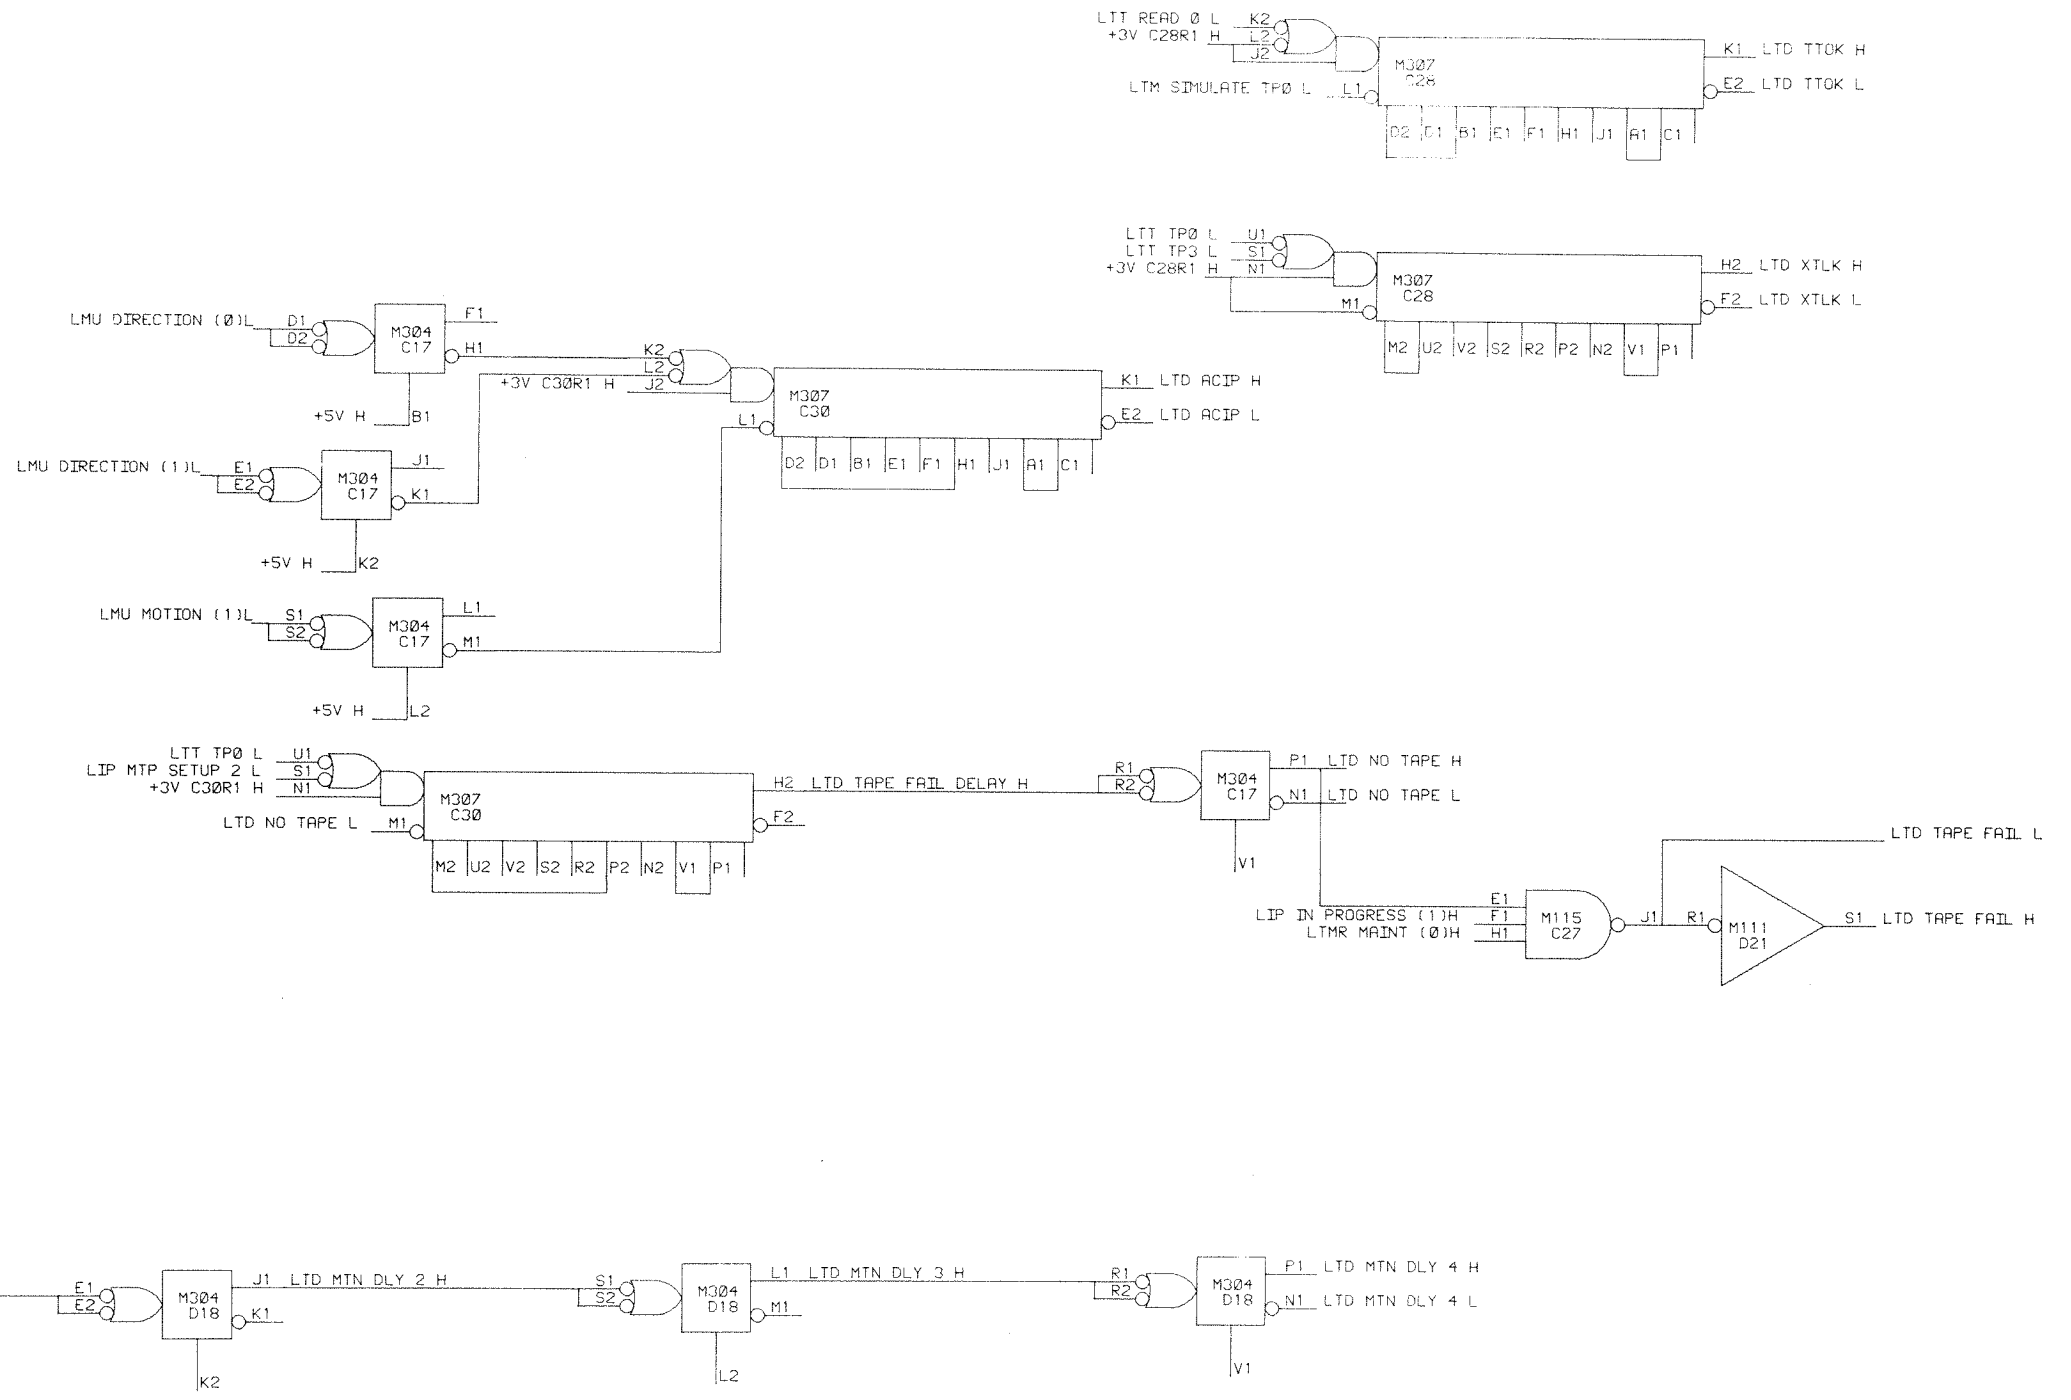 LTT READ Ø L K2
+3V C28R1 H L2
J2
M307
C28
K1 LTD TTOK H
LTM SIMULATE TPØ L L1
E2 LTD TTOK L
D2 D1 B1 E1 F1 H1 J1 A1 C1
LTT TPØ L U1
LTT TP3 L S1
+3V C28R1 H N1
M307
C28
H2 LTD XTLK H
M1
F2 LTD XTLK L
M2 U2 V2 S2 R2 P2 N2 V1 P1
LMU DIRECTION (Ø)L D1
D2
M3Ø4
C17
F1
H1
+5V H B1
K2
L2
+3V C3ØR1 H J2
M3Ø7
C3Ø
K1 LTD ACIP H
L1
E2 LTD ACIP L
D2 D1 B1 E1 F1 H1 J1 A1 C1
LMU DIRECTION (1)L E1
E2
M3Ø4
C17
J1
K1
+5V H K2
LMU MOTION (1)L S1
S2
M3Ø4
C17
L1
M1
+5V H L2
LTT TPØ L U1
LIP MTP SETUP 2 L S1
+3V C3ØR1 H N1
M3Ø7
C3Ø
H2 LTD TAPE FAIL DELAY H
LTD NO TAPE L M1
F2
M2 U2 V2 S2 R2 P2 N2 V1 P1
R1
R2
M3Ø4
C17
P1 LTD NO TAPE H
N1 LTD NO TAPE L
V1
LTD TAPE FAIL L
E1
LIP IN PROGRESS (1)H F1
LTMR MAINT (Ø)H H1
M115
C27
J1 R1
M111
D21
S1 LTD TAPE FAIL H
E1
E2
M3Ø4
D18
J1 LTD MTN DLY 2 H
K1
K2
S1
S2
M3Ø4
D18
L1 LTD MTN DLY 3 H
M1
L2
R1
R2
M3Ø4
D18
P1 LTD MTN DLY 4 H
N1 LTD MTN DLY 4 L
V1